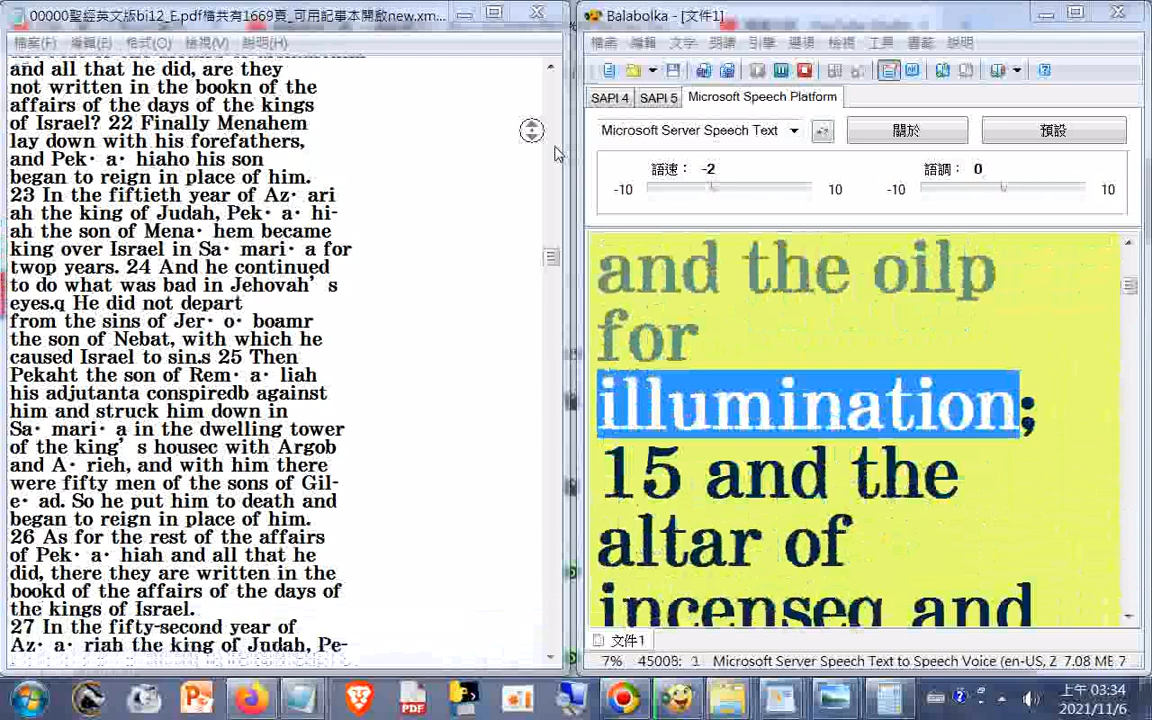 00000聖經英文版bi12_E.pdf檔共有1669頁_可用記事本開啟new.xm...
檔案(F) 編輯(E) 格式(O) 檢視(V) 說明(H)
and all that he did, are they
not written in the bookn of the
affairs of the days of the kings
of Israel? 22 Finally Menahem
lay down with his forefathers,
and Pek· a· hiaho his son
began to reign in place of him.
23 In the fiftieth year of Az· ari
ah the king of Judah, Pek· a· hi-
ah the son of Mena· hem became
king over Israel in Sa· mari· a for
twop years. 24 And he continued
to do what was bad in Jehovah’ s
eyes.q He did not depart
from the sins of Jer· o· boamr
the son of Nebat, with which he
caused Israel to sin.s 25 Then
Pekaht the son of Rem· a· liah
his adjutanta conspiredb against
him and struck him down in
Sa· mari· a in the dwelling tower
of the king’ s housec with Argob
and A· rieh, and with him there
were fifty men of the sons of Gil-
e· ad. So he put him to death and
began to reign in place of him.
26 As for the rest of the affairs
of Pek· a· hiah and all that he
did, there they are written in the
bookd of the affairs of the days of
the kings of Israel.
27 In the fifty-second year of
Az· a· riah the king of Judah, Pe-
Balabolka - [文件1]
檔案 編輯 文字 朗讀 引擎 選項 檢視 工具 書籤 說明
SAPI 4 SAPI 5 Microsoft Speech Platform
Microsoft Server Speech Text 關於 預設
語速： -2 語調： 0
-10 10 -10 10
and the oilp
for
illumination;
15 and the
altar of
incenseq and
文件1
7% 45008: 1 Microsoft Server Speech Text to Speech Voice (en-US, Z 7.08 ME 7
上午 03:34
2021/11/6